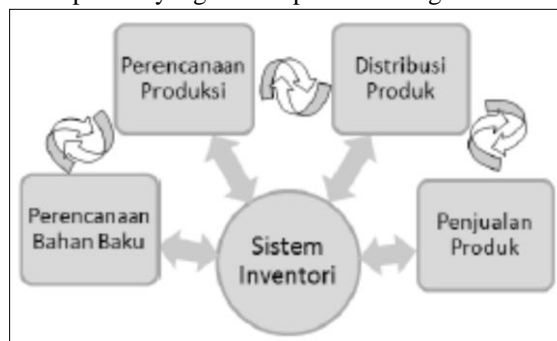 Perencanaan
Produksi
Distribusi
Produk
Perencanaan
Bahan Baku
Sistem
Inventori
Penjualan
Produk